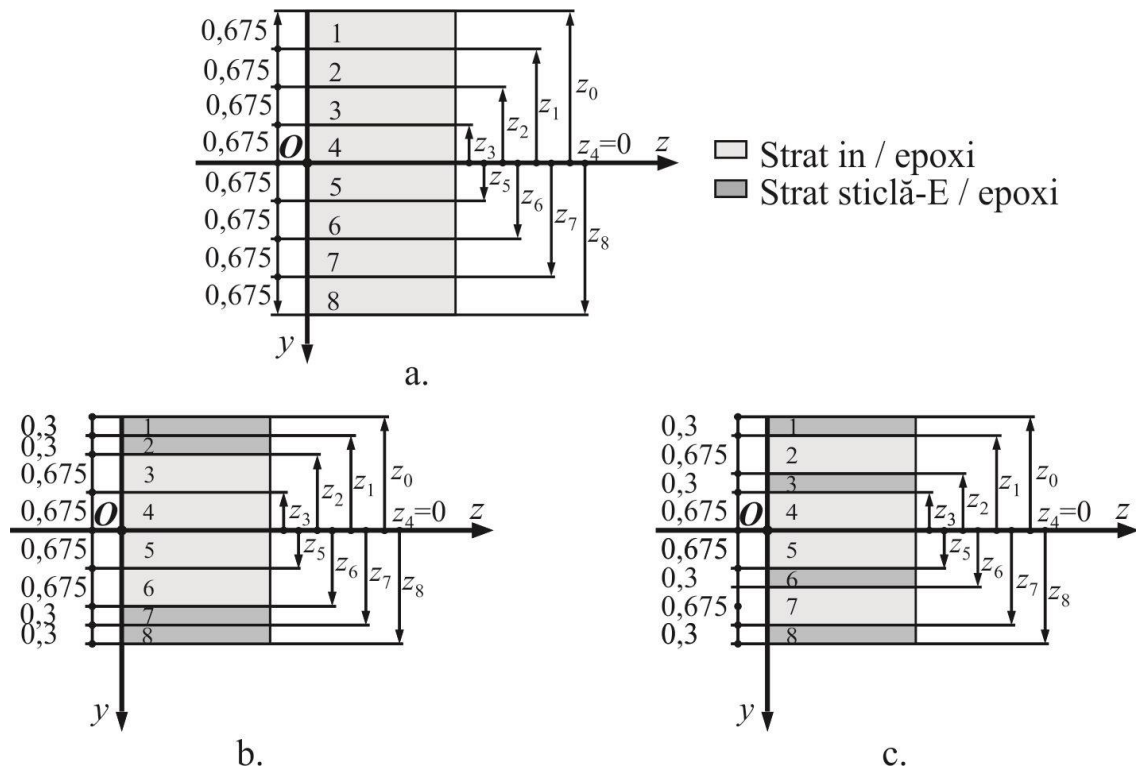 0,675 1
0,675 2
0,675 3
0,675 O 4
0,675 5
0,675 6
0,675 7
0,675 8
z₀
z₁
z₂
z₃
z₄=0
z
z₅
z₆
z₇
z₈
y
a.
Strat in / epoxi
Strat sticlă-E / epoxi
0,3 1
0,3 2
0,675 3
0,675 O 4
0,675 5
0,675 6
0,3 7
0,3 8
z₀
z₁
z₂
z₃
z₄=0
z
z₅
z₆
z₇
z₈
y
b.
0,3 1
0,675 2
0,3 3
0,675 O 4
0,675 5
0,3 6
0,675 7
0,3 8
z₀
z₁
z₂
z₃
z₄=0
z
z₅
z₆
z₇
z₈
y
c.